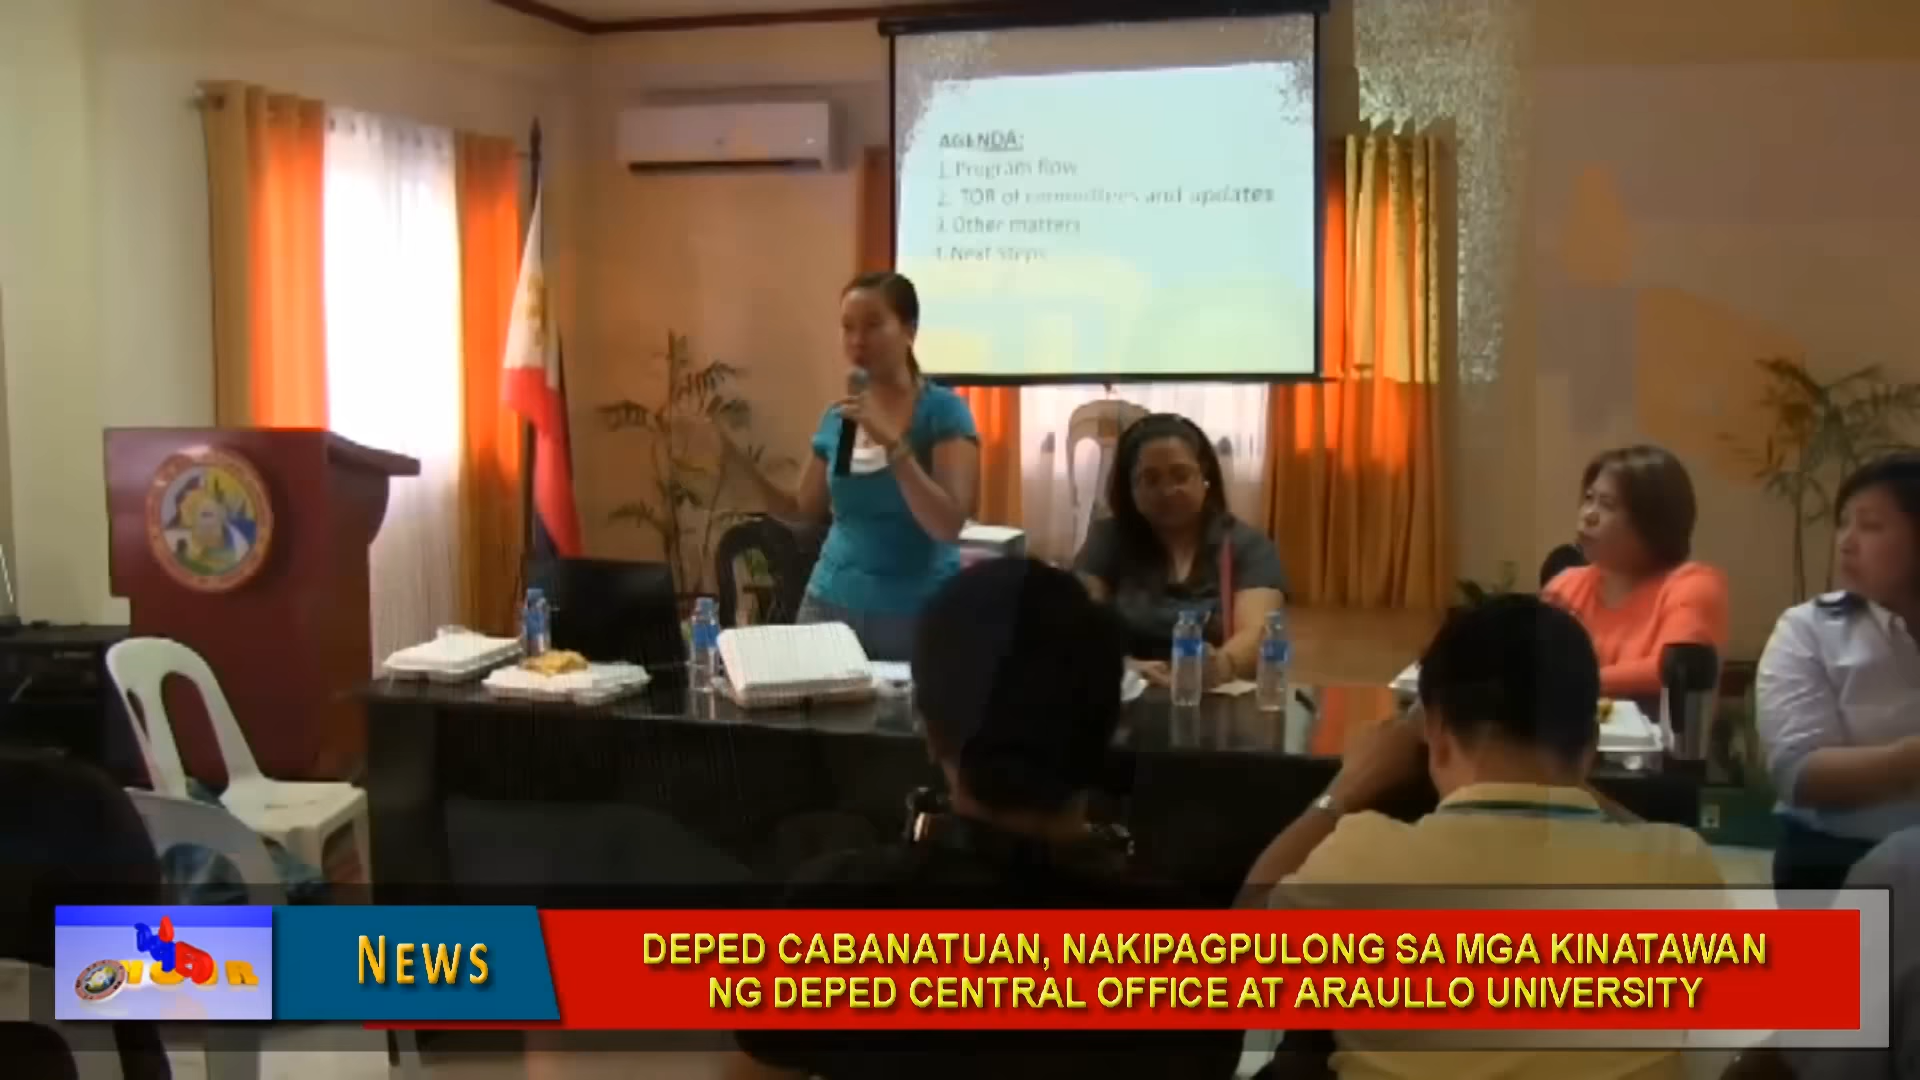 AGENDA:
1. Program flow
2. TOR of committees and updates
3. Other matters
4. Next Steps
NEWS
DEPED CABANATUAN, NAKIPAGPULONG SA MGA KINATAWAN
NG DEPED CENTRAL OFFICE AT ARAULLO UNIVERSITY